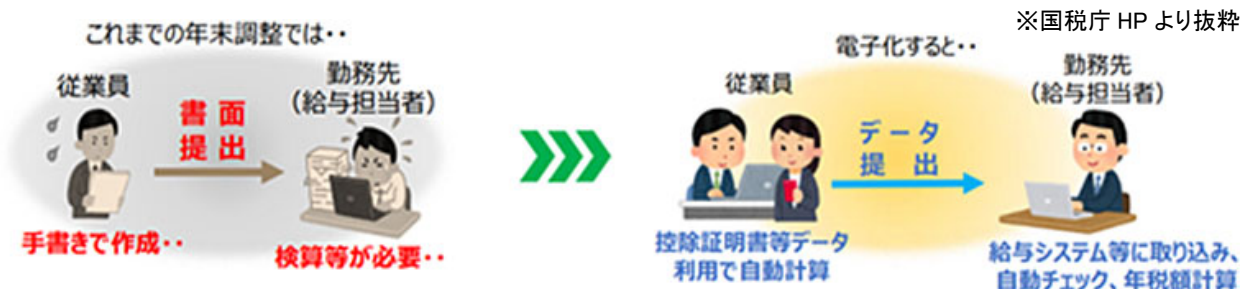 ※国税庁 HP より抜粋
これまでの年末調整では・・
従業員
勤務先
(給与担当者)
書面
提出
手書きで作成・・
検算等が必要・・
電子化すると・・
従業員
勤務先
(給与担当者)
データ
提出
控除証明書等データ
利用で自動計算
給与システム等に取り込み、
自動チェック、年税額計算